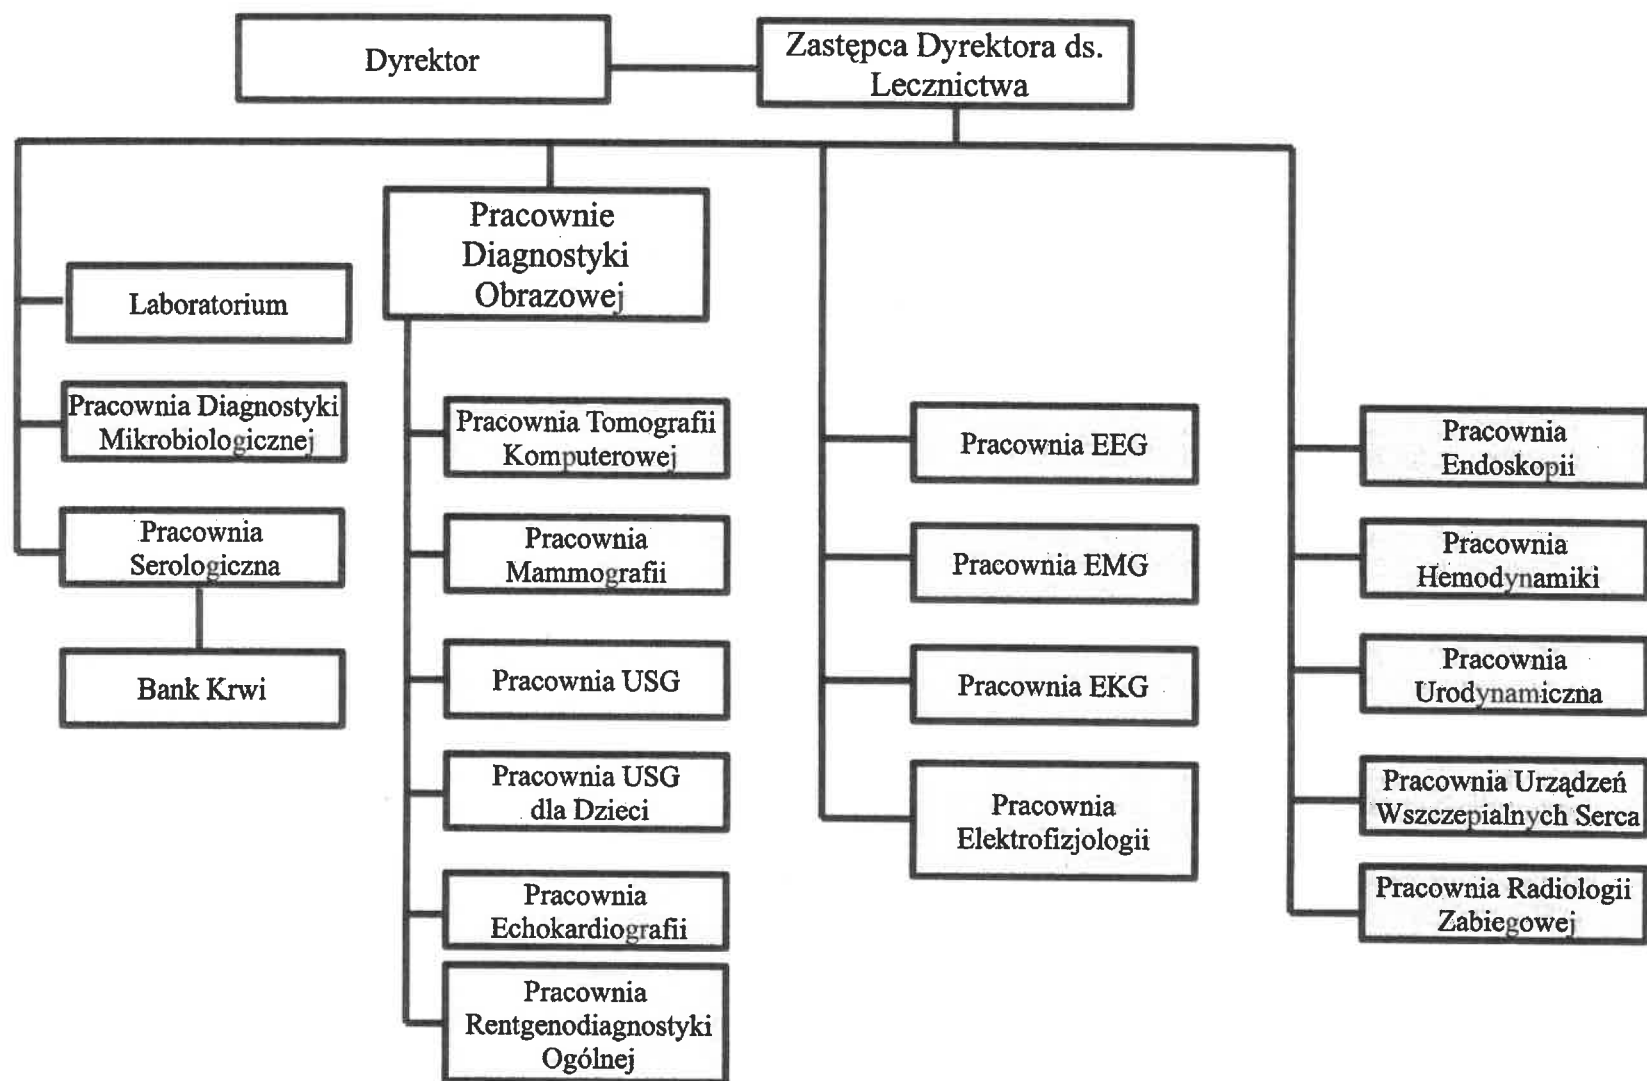 Dyrektor
Zastępca Dyrektora ds.
Lecznictwa
Laboratorium
Pracownia Diagnostyki
Mikrobiologicznej
Pracownia
Serologiczna
Bank Krwi
Pracownie
Diagnostyki
Obrazowej
Pracownia Tomografii
Komputerowej
Pracownia
Mammografii
Pracownia USG
Pracownia USG
dla Dzieci
Pracownia
Echokardiografii
Pracownia
Rentgenodiagnostyki
Ogólnej
Pracownia EEG
Pracownia EMG
Pracownia EKG
Pracownia
Elektrofizjologii
Pracownia
Endoskopii
Pracownia
Hemodynamiki
Pracownia
Urodynamiczna
Pracownia Urządzeń
Wszczepialnych Serca
Pracownia Radiologii
Zabiegowej